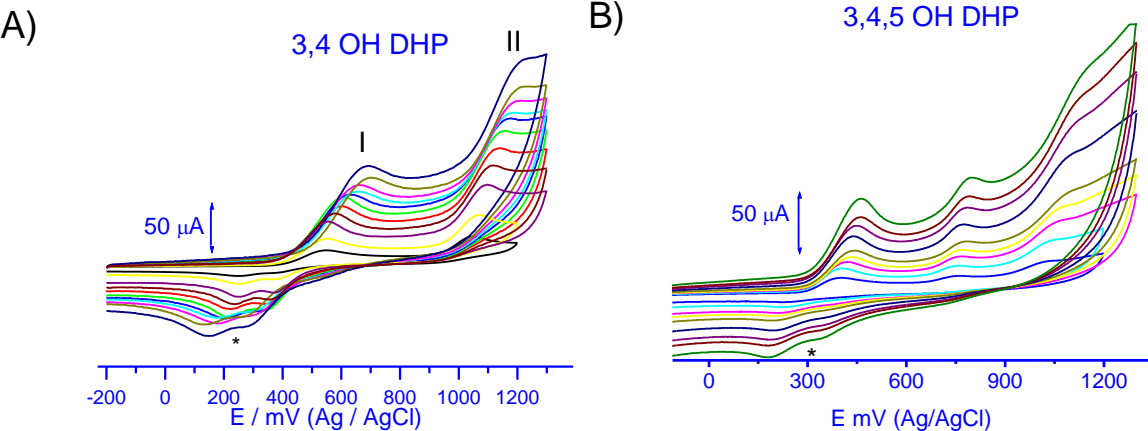 A)
3,4 OH DHP
I
II
50 μA
*
-200 0 200 400 600 800 1000 1200
E / mV (Ag / AgCl)
B)
3,4,5 OH DHP
50 μA
*
0 300 600 900 1200
E mV (Ag/AgCl)